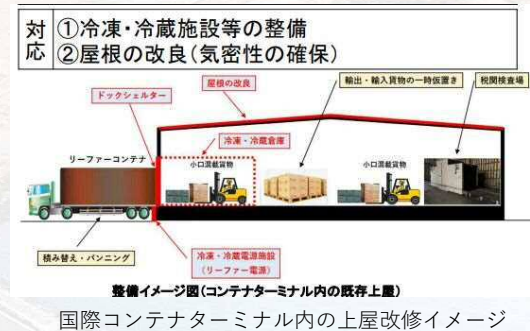 対応
①冷凍・冷蔵施設等の整備
②屋根の改良(気密性の確保)
屋根の改良
輸出・輸入貨物の一時仮置き
税関検査場
ドックシェルター
冷凍・冷蔵倉庫
リーファーコンテナ
小口混載貨物
小口混載貨物
積み替え・バンニング
冷凍・冷蔵電源施設
(リーファー電源)
整備イメージ図(コンテナターミナル内の既存上屋)
国際コンテナターミナル内の上屋改修イメージ